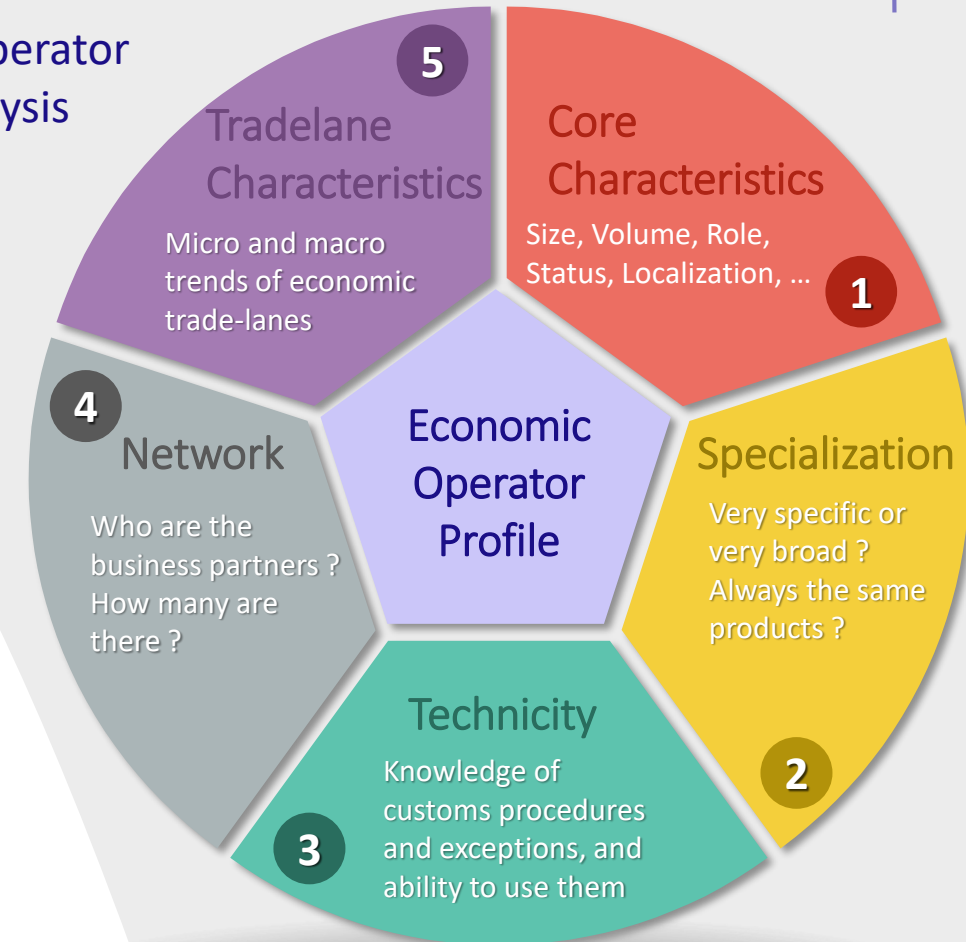 perator
ysis
5
Tradelane
Characteristics
Micro and macro
trends of economic
trade-lanes
Core
Characteristics
Size, Volume, Role,
Status, Localization, ...
1
4
Network
Who are the
business partners ?
How many are
there ?
Economic
Operator
Profile
Specialization
Very specific or
very broad ?
Always the same
products ?
2
Technicity
Knowledge of
customs procedures
and exceptions, and
ability to use them
3